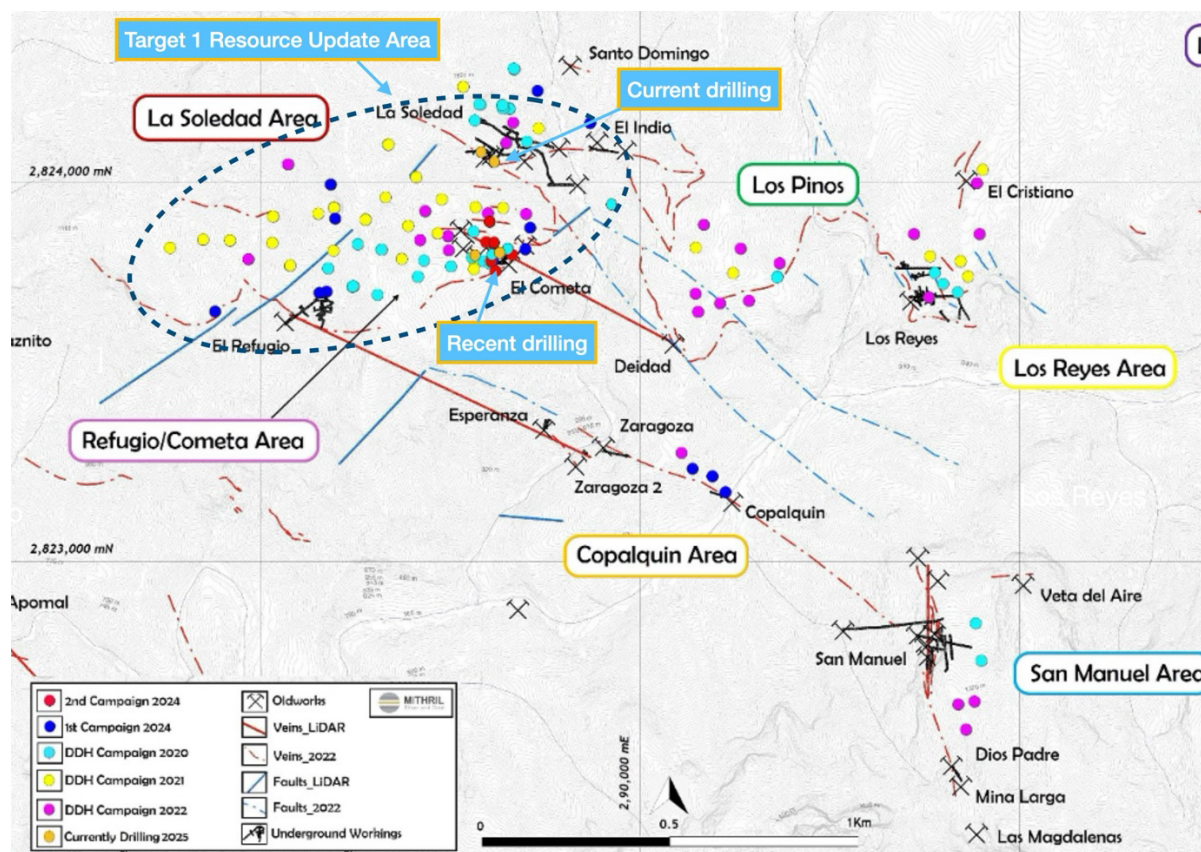 Target 1 Resource Update Area
Santo Domingo
Current drilling
La Soledad Area
La Soledad
El Indio
2,824,000 mN
Los Pinos
El Cristiano
El Cometa
Recent drilling
El Refugio
uznito
Deidad
Los Reyes
Los Reyes Area
Refugio/Cometa Area
Esperanza
Zaragoza
Zaragoza 2
Reyes
Copalquin
2,823,000 mN
Copalquin Area
Veta del Aire
Apomal
San Manuel
San Manuel Area
2nd Campaign 2024
1st Campaign 2024
DDH Campaign 2020
DDH Campaign 2021
DDH Campaign 2022
Currently Drilling 2025
Oldworks
Veins_LiDAR
Veins_2022
Faults_LiDAR
Faults_2022
Underground Workings
MITHRIL
2,90,000 mE
Dios Padre
Mina Larga
Las Magdalenas
0
0.5
1Km